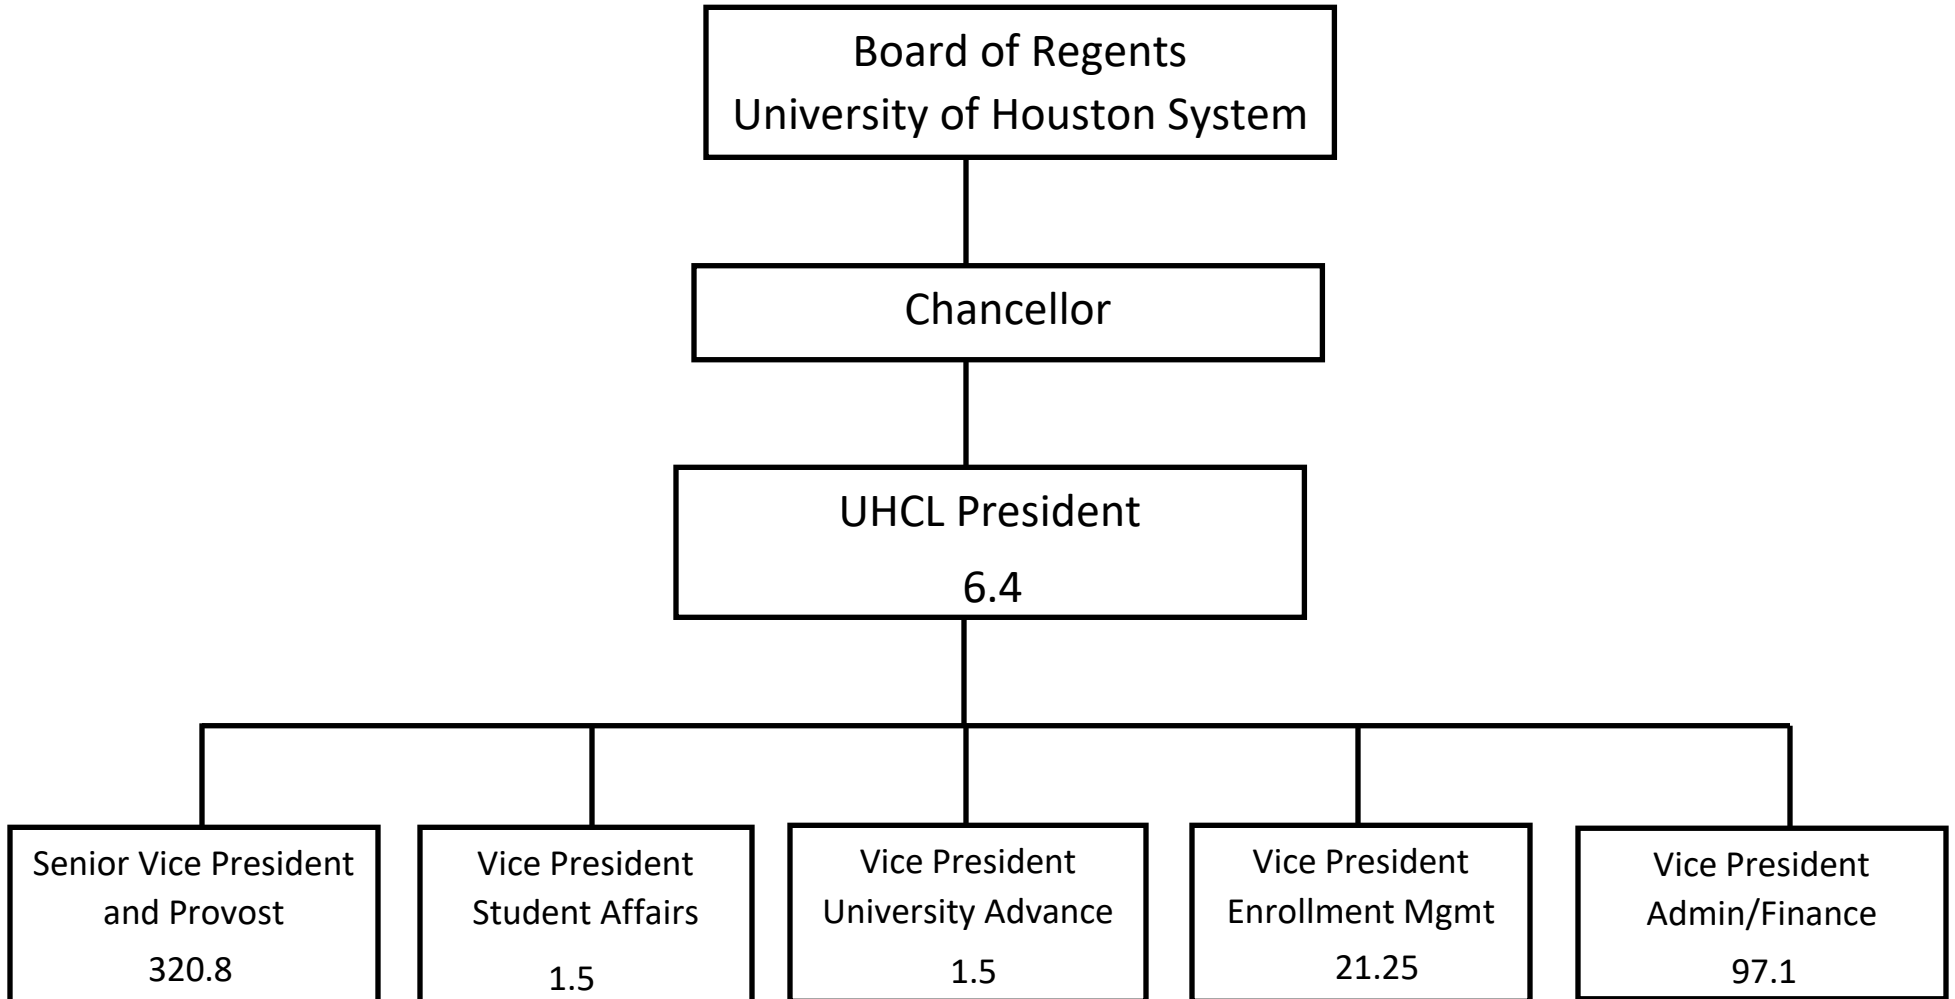 Board of Regents
University of Houston System
Chancellor
UHCL President
6.4
Senior Vice President
and Provost
320.8
Vice President
Student Affairs
1.5
Vice President
University Advance
1.5
Vice President
Enrollment Mgmt
21.25
Vice President
Admin/Finance
97.1